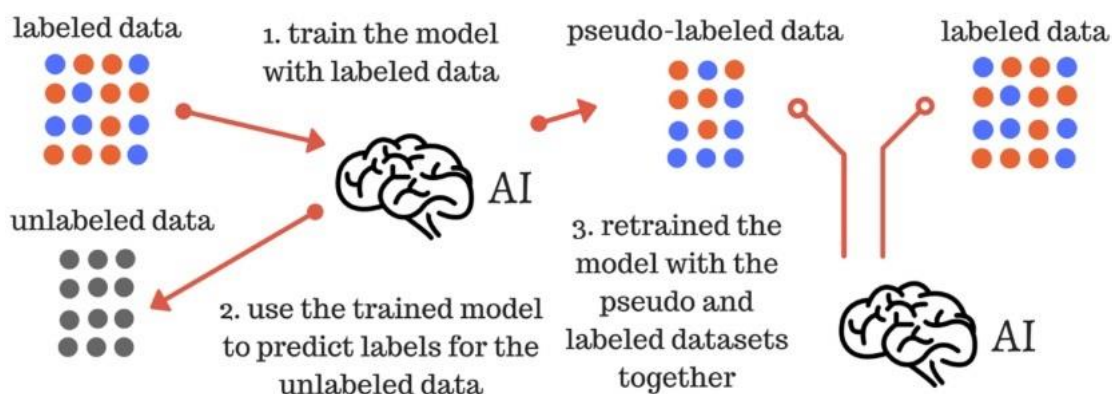 labeled data
1. train the model
with labeled data
pseudo-labeled data
labeled data
AI
unlabeled data
2. use the trained model
to predict labels for the
unlabeled data
3. retrained the
model with the
pseudo and
labeled datasets
together
AI